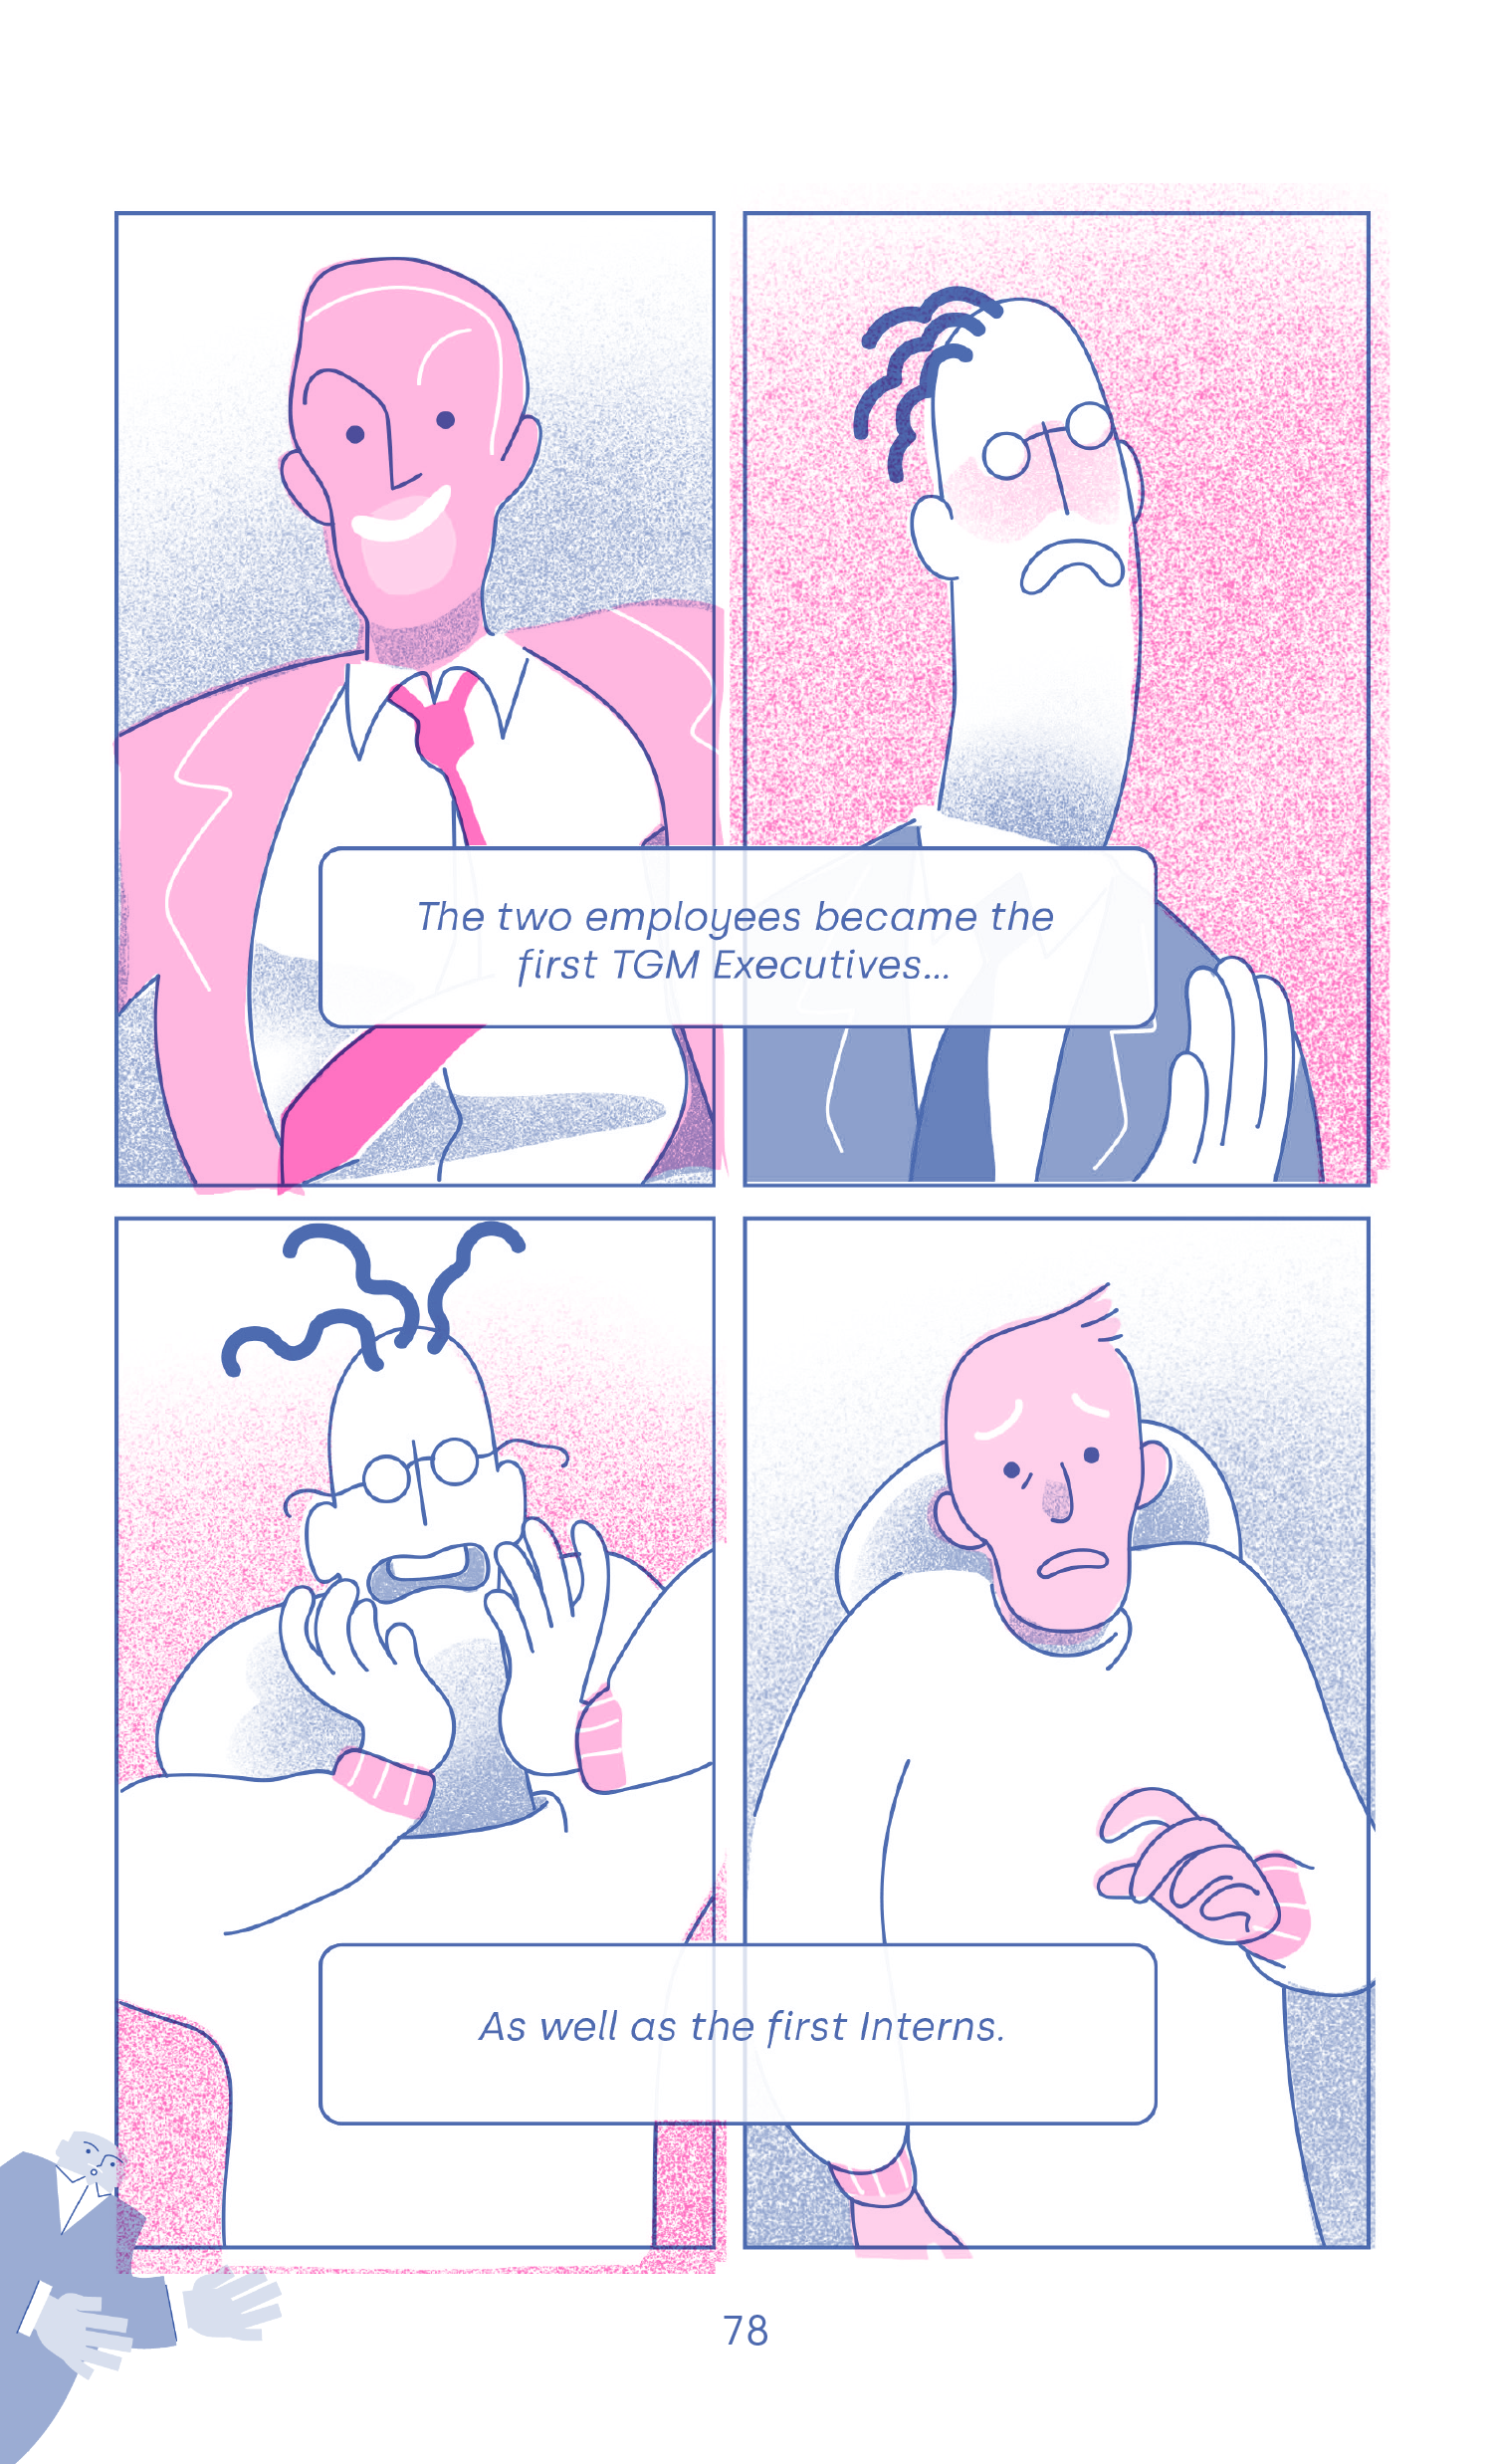 The two employees became the
first TGM Executives...
As well as the first Interns.
78